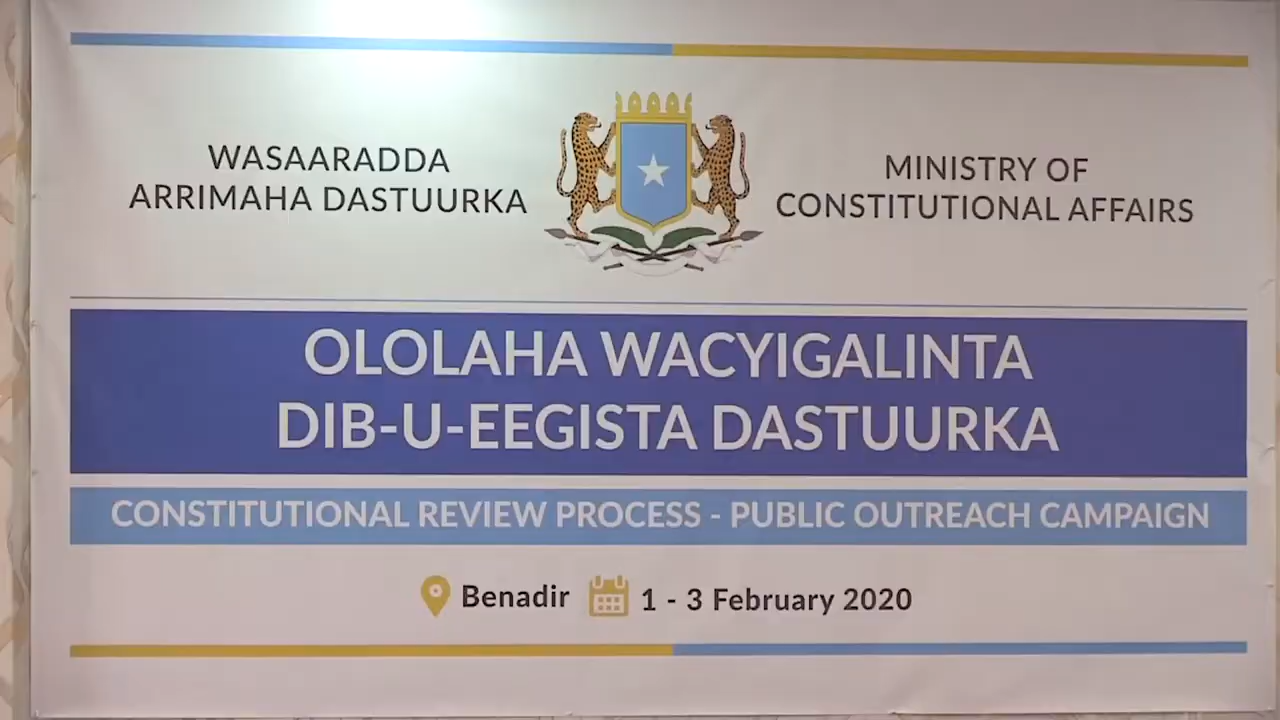 WASAARADDA
ARRIMAHA DASTUURKA
MINISTRY OF
CONSTITUTIONAL AFFAIRS
OLOLAHA WACYIGALINTA
DIB-U-EEGISTA DASTUURKA
CONSTITUTIONAL REVIEW PROCESS - PUBLIC OUTREACH CAMPAIGN
Benadir 1 - 3 February 2020